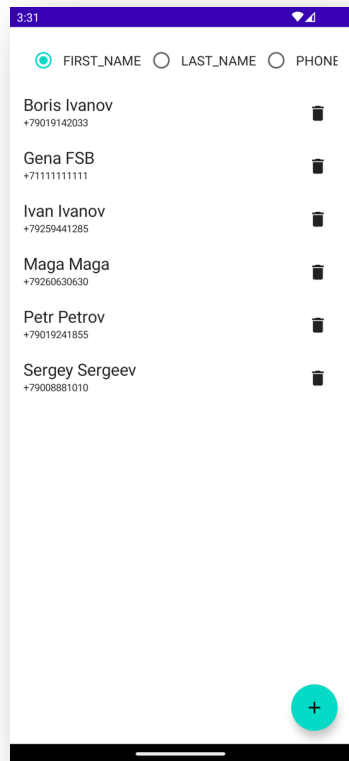 3:31
FIRST_NAME LAST_NAME PHONE
Boris Ivanov
+79019142033
Gena FSB
+71111111111
Ivan Ivanov
+79259441285
Maga Maga
+79260630630
Petr Petrov
+79019241855
Sergey Sergeev
+79008881010
+